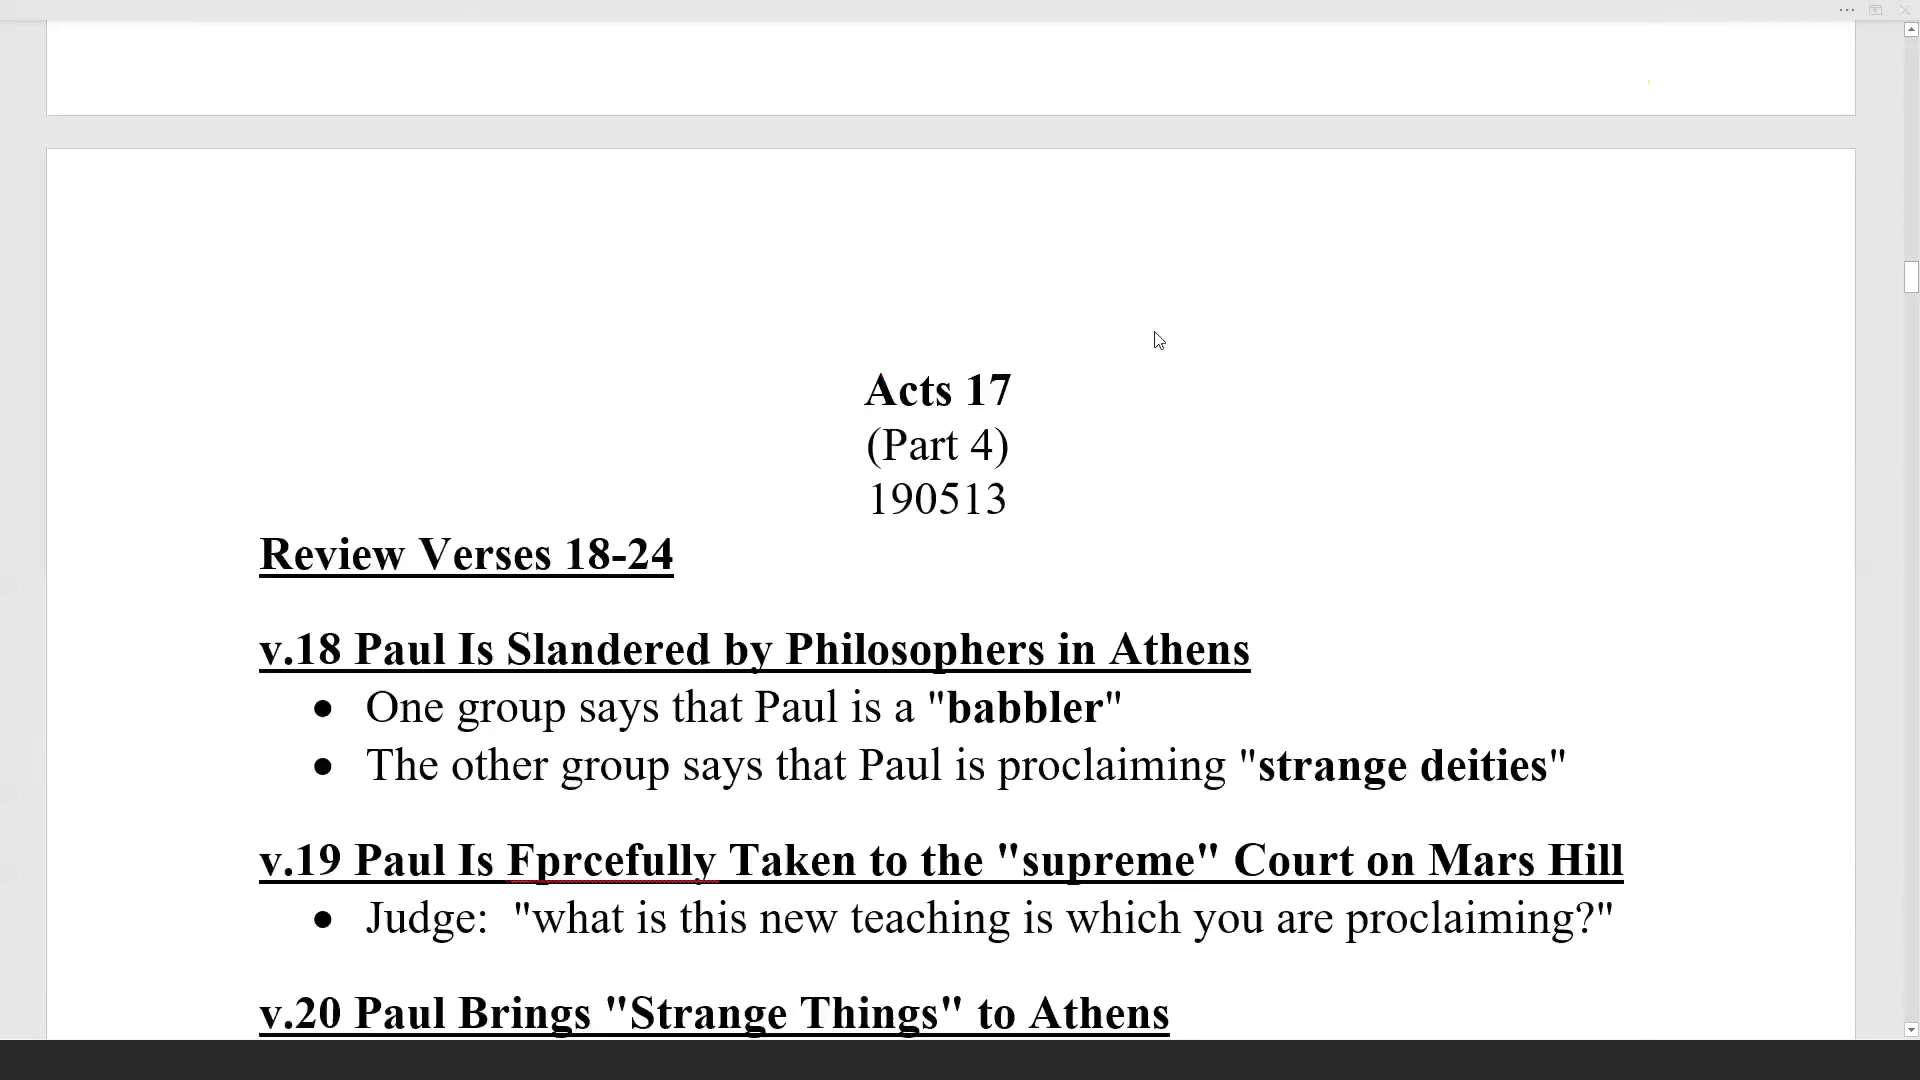 Acts 17
(Part 4)
190513
Review Verses 18-24
v.18 Paul Is Slandered by Philosophers in Athens
• One group says that Paul is a "babbler"
• The other group says that Paul is proclaiming "strange deities"
v.19 Paul Is Fprcefully Taken to the "supreme" Court on Mars Hill
• Judge:  "what is this new teaching is which you are proclaiming?"
v.20 Paul Brings "Strange Things" to Athens